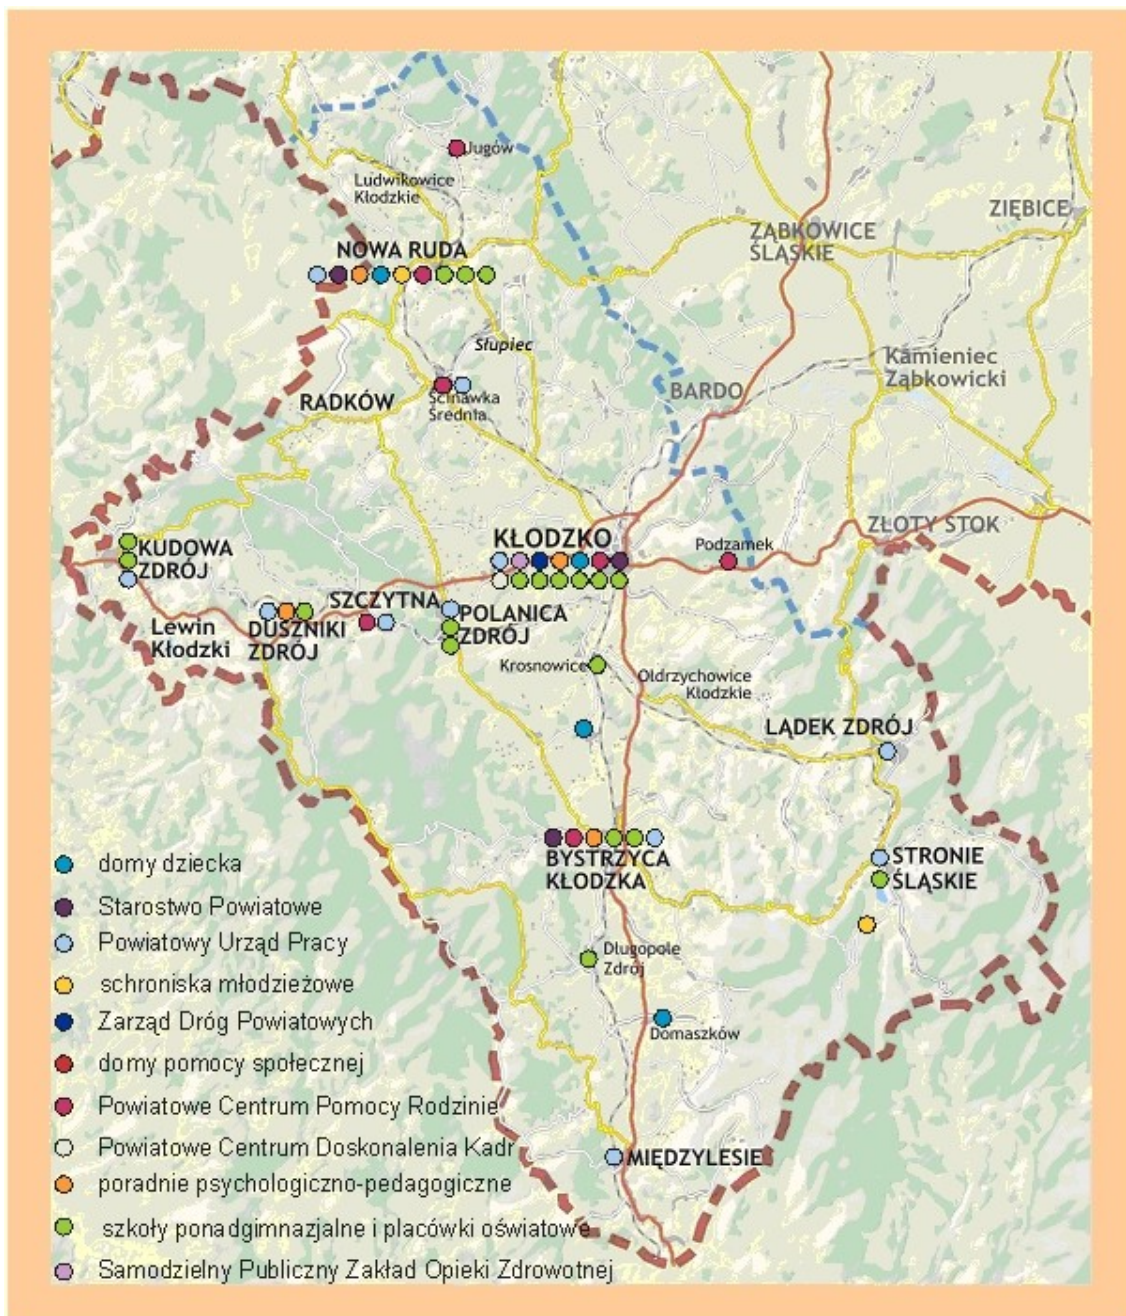 Jugów
Ludwikowice
Kłodzkie
ZIĘBICE
ZĄBKOWICE
ŚLĄSKIE
NOWA RUDA
Słupiec
Kamieniec
Ząbkowicki
BARDO
RADKÓW
Ścinawka
Średnia
ZŁOTY STOK
KŁODZKO
Podzamek
KUDOWA
ZDRÓJ
SZCZYTNA
POLANICA
ZDRÓJ
Lewin
Kłodzki
DUSZNIKI
ZDRÓJ
Krosnowice
Ołdrzychowice
Kłodzkie
LĄDEK ZDRÓJ
BYSTRZYCA
KŁODZKA
STRONIE
ŚLĄSKIE
Długopole
Zdrój
Domaszków
MIĘDZYLESIE
domy dziecka
Starostwo Powiatowe
Powiatowy Urząd Pracy
schroniska młodzieżowe
Zarząd Dróg Powiatowych
domy pomocy społecznej
Powiatowe Centrum Pomocy Rodzinie
Powiatowe Centrum Doskonalenia Kadr
poradnie psychologiczno-pedagogiczne
szkoły ponadgimnazjalne i placówki oświatowe
Samodzielny Publiczny Zakład Opieki Zdrowotnej